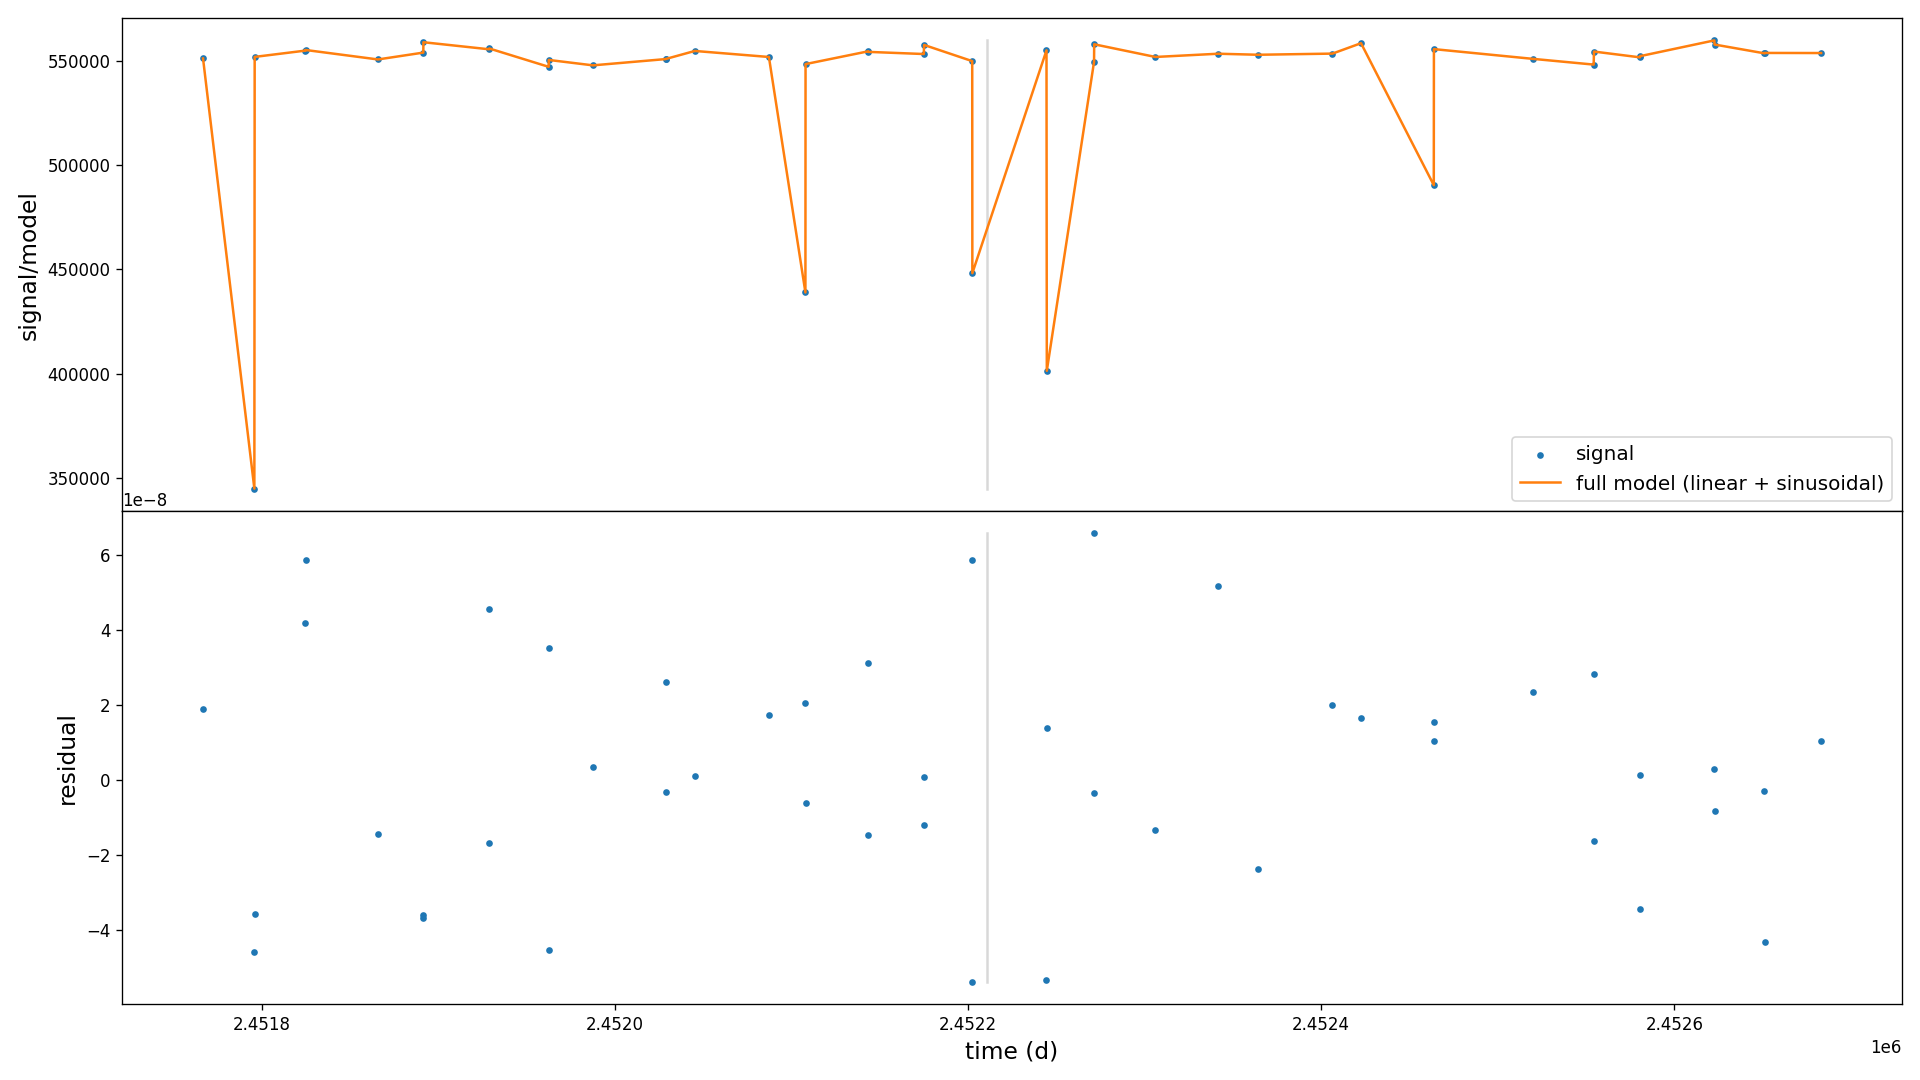 550000
500000
450000
400000
350000
signal/model
signal
full model (linear + sinusoidal)
1e−8
6
4
2
0
−2
−4
residual
2.4518
2.4520
2.4522
2.4524
2.4526
time (d)
1e6